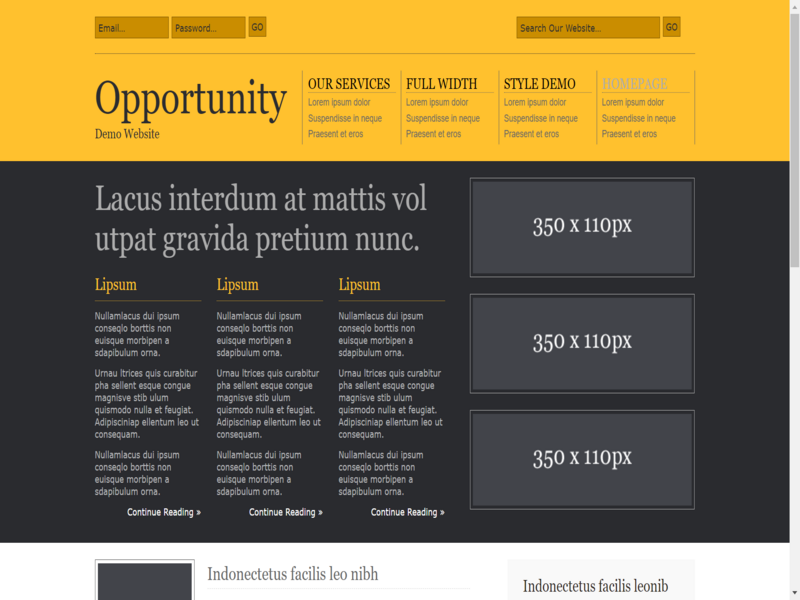 Email... Password... GO Search Our Website... GO
Opportunity
Demo Website
OUR SERVICES
Lorem ipsum dolor
Suspendisse in neque
Praesent et eros
FULL WIDTH
Lorem ipsum dolor
Suspendisse in neque
Praesent et eros
STYLE DEMO
Lorem ipsum dolor
Suspendisse in neque
Praesent et eros
HOMEPAGE
Lorem ipsum dolor
Suspendisse in neque
Praesent et eros
Lacus interdum at mattis vol
utpat gravida pretium nunc.
Lipsum
Nullamlacus dui ipsum
conseqlo borttis non
euisque morbipen a
sdapibulum orna.
Urnau ltrices quis curabitur
pha sellent esque congue
magnisve stib ulum
quismodo nulla et feugiat.
Adipisciniap ellentum leo ut
consequam.
Nullamlacus dui ipsum
conseqlo borttis non
euisque morbipen a
sdapibulum orna.
Continue Reading »
Lipsum
Nullamlacus dui ipsum
conseqlo borttis non
euisque morbipen a
sdapibulum orna.
Urnau ltrices quis curabitur
pha sellent esque congue
magnisve stib ulum
quismodo nulla et feugiat.
Adipisciniap ellentum leo ut
consequam.
Nullamlacus dui ipsum
conseqlo borttis non
euisque morbipen a
sdapibulum orna.
Continue Reading »
Lipsum
Nullamlacus dui ipsum
conseqlo borttis non
euisque morbipen a
sdapibulum orna.
Urnau ltrices quis curabitur
pha sellent esque congue
magnisve stib ulum
quismodo nulla et feugiat.
Adipisciniap ellentum leo ut
consequam.
Nullamlacus dui ipsum
conseqlo borttis non
euisque morbipen a
sdapibulum orna.
Continue Reading »
350 x 110px
350 x 110px
350 x 110px
Indonectetus facilis leo nibh
Indonectetus facilis leonib